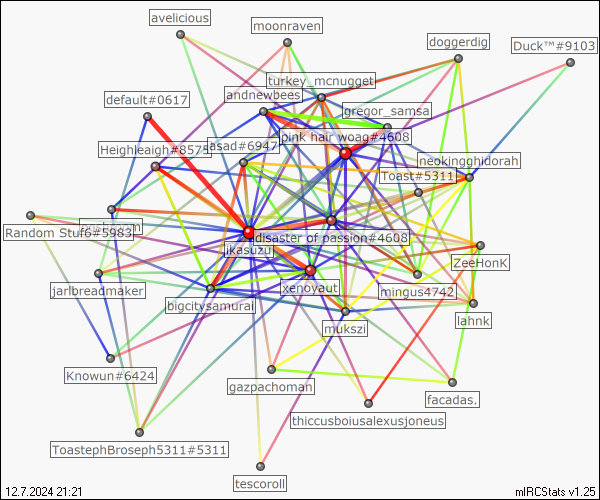 avelicious
moonraven
doggerdig
Duck™#9103
turkey_mcnugget
default#0617
andnewbees
gregor_samsa
pink hair woag#4608
Heighleaigh#8575
asad#6947
neokingghidorah
Toast#5311
Random Stuff#5983
disaster of passion#4608
ikasuzu
ZeeHonK
jarlbreadmaker
xenoyaut
mingus4742
bigcitysamurai
lahnk
mukszi
Knowun#6424
gazpachoman
facadas.
thiccusboiusalexusjoneus
ToastephBroseph5311#5311
tescoroll
12.7.2024 21:21
mIRCStats v1.25